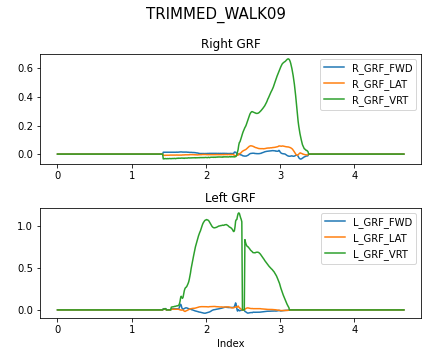 TRIMMED_WALK09
Right GRF
R_GRF_FWD
R_GRF_LAT
R_GRF_VRT
0.6
0.4
0.2
0.0
0 1 2 3 4
Left GRF
L_GRF_FWD
L_GRF_LAT
L_GRF_VRT
1.0
0.5
0.0
0 1 2 3 4
Index